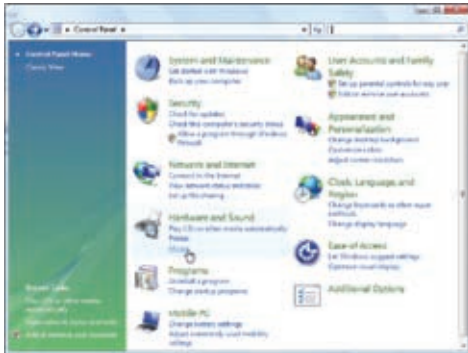 Control Panel
Control Panel Home
Classic View
System and Maintenance
Get started with Windows
Back up your computer
Security
Check for updates
Check this computer's security status
Allow a program through Windows
Firewall
Network and Internet
Connect to the Internet
View network status and tasks
Set up file sharing
Hardware and Sound
Play CDs or other media automatically
Printer
Mouse
Programs
Uninstall a program
Change startup programs
Mobile PC
Change battery settings
Adjust commonly used mobility
settings
User Accounts and Family
Safety
Set up parental controls for any user
Add or remove user accounts
Appearance and
Personalization
Change desktop background
Customize colors
Adjust screen resolution
Clock, Language, and
Region
Change keyboards or other input
methods
Change display language
Ease of Access
Let Windows suggest settings
Optimize visual display
Additional Options
Recent Tasks
Play CDs or other media
automatically